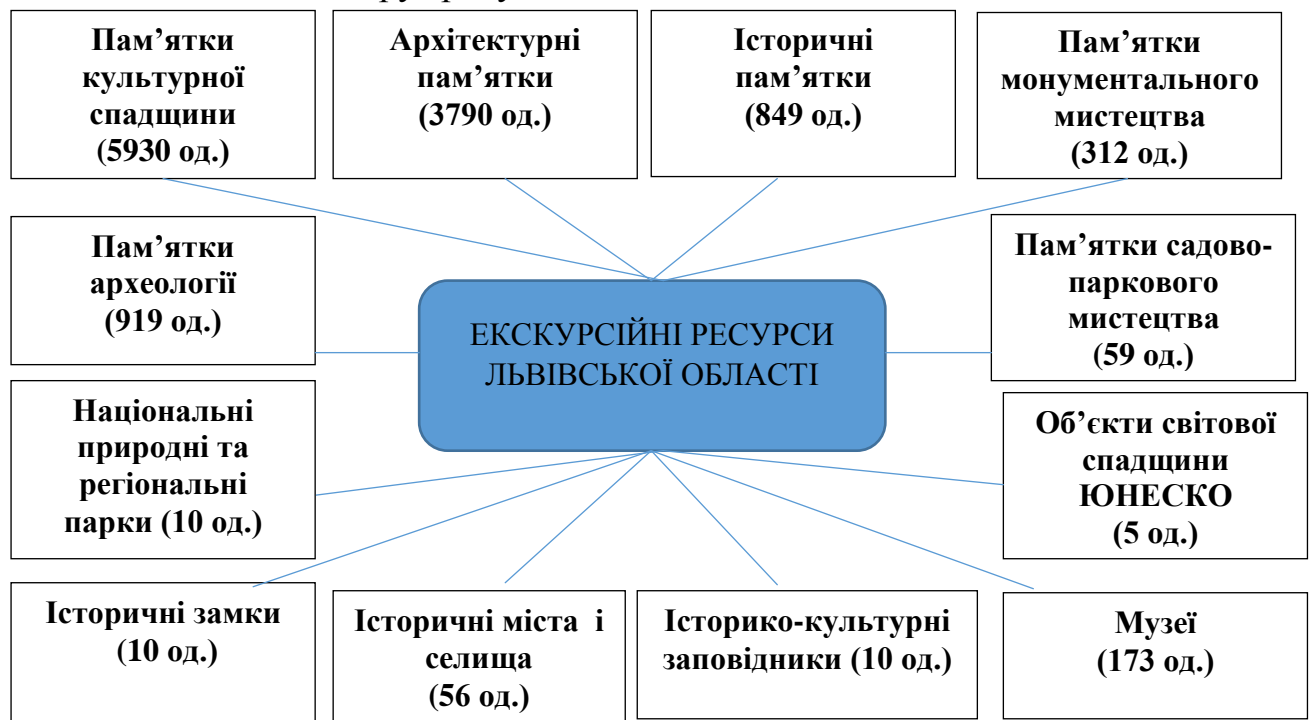 Пам’ятки
культурної
спадщини
(5930 од.)
Архітектурні
пам’ятки
(3790 од.)
Історичні
пам’ятки
(849 од.)
Пам’ятки
монументального
мистецтва
(312 од.)
Пам’ятки
археології
(919 од.)
ЕКСКУРСІЙНІ РЕСУРСИ
ЛЬВІВСЬКОЇ ОБЛАСТІ
Пам’ятки садово-
паркового
мистецтва
(59 од.)
Національні
природні та
регіональні
парки (10 од.)
Об’єкти світової
спадщини
ЮНЕСКО
(5 од.)
Історичні замки
(10 од.)
Історичні міста і
селища
(56 од.)
Історико-культурні
заповідники (10 од.)
Музеї
(173 од.)